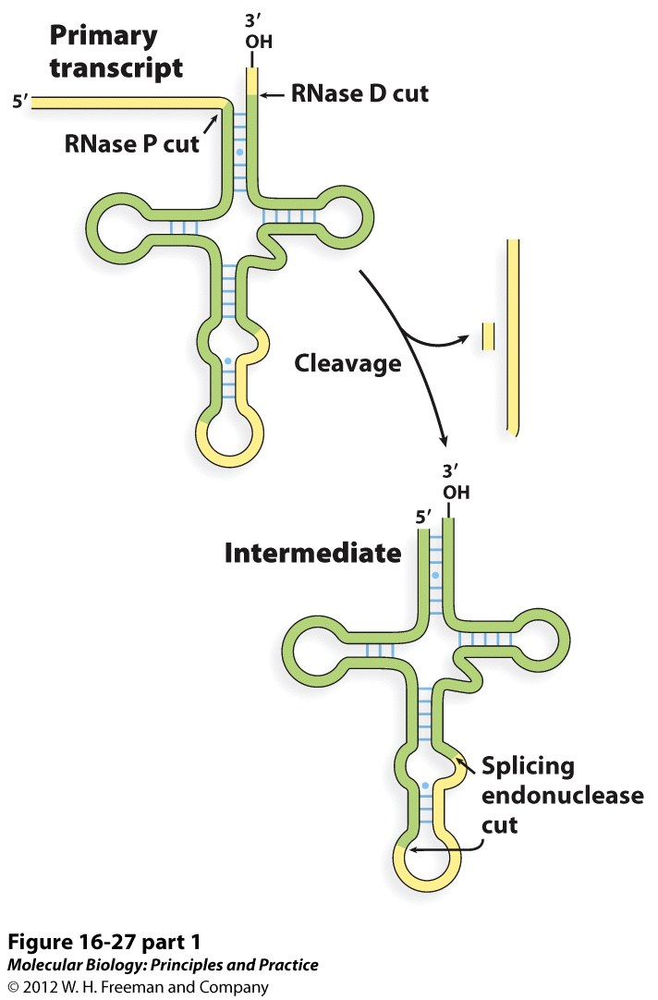 3′
OH
Primary
transcript
5′
RNase D cut
RNase P cut
Cleavage
3′
OH
5′
Intermediate
Splicing
endonuclease
cut
Figure 16-27 part 1
Molecular Biology: Principles and Practice
© 2012 W. H. Freeman and Company